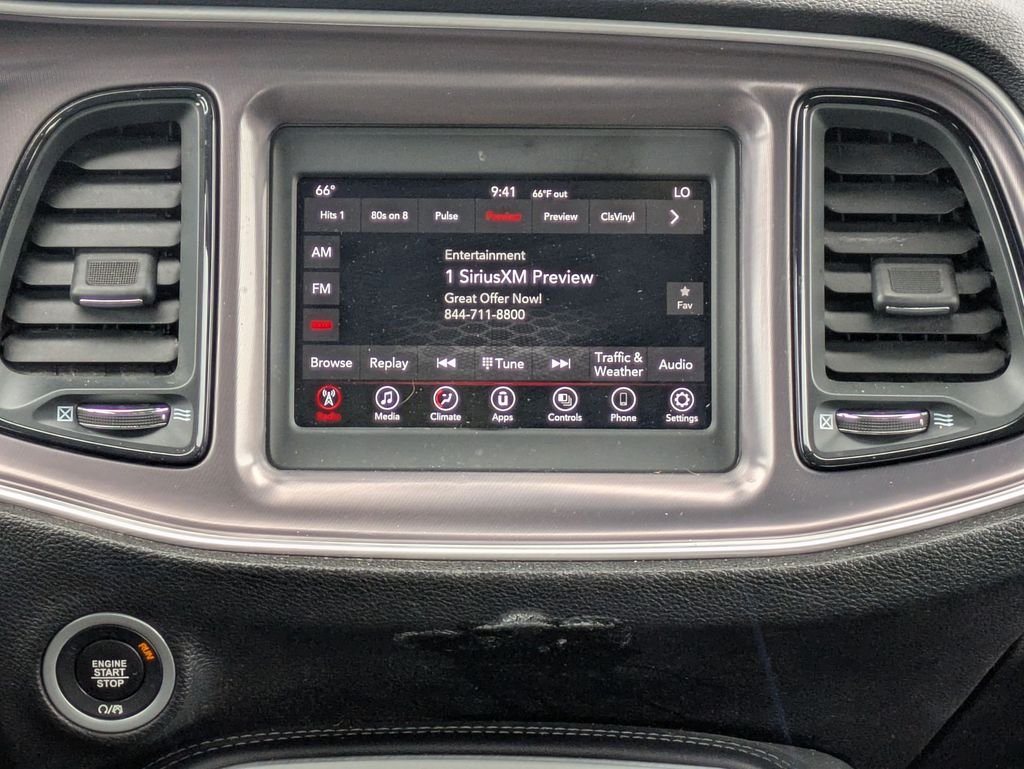 66° 9:41 66°F out LO
Hits 1 80s on 8 Pulse Preview Preview ClsVinyl
AM
FM
Entertainment
1 SiriusXM Preview
Great Offer Now!
844-711-8800
Fav
Browse Replay Tune Traffic & Weather Audio
Radio Media Climate Apps Controls Phone Settings
RUN
ENGINE
START
STOP